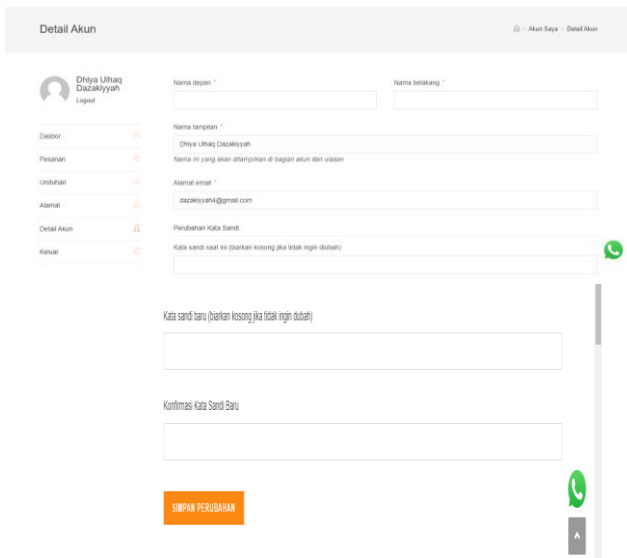 Detail Akun
Akun Saya > Detail Akun
Dhiya Ulhaq
Dazakiyyah
Logout
Dasbor
Pesanan
Unduhan
Alamat
Detail Akun
Keluar
Nama depan *
Nama belakang *
Nama tampilan *
Dhiya Ulhaq Dazakiyyah
Nama ini yang akan ditampilkan di bagian akun dan ulasan
Alamat email *
dazakiyyah4@gmail.com
Perubahan Kata Sandi
Kata sandi saat ini (biarkan kosong jika tidak ingin diubah)
Kata sandi baru (biarkan kosong jika tidak ingin dubah)
Konfirmasi Kata Sandi Baru
SIMPAN PERUBAHAN